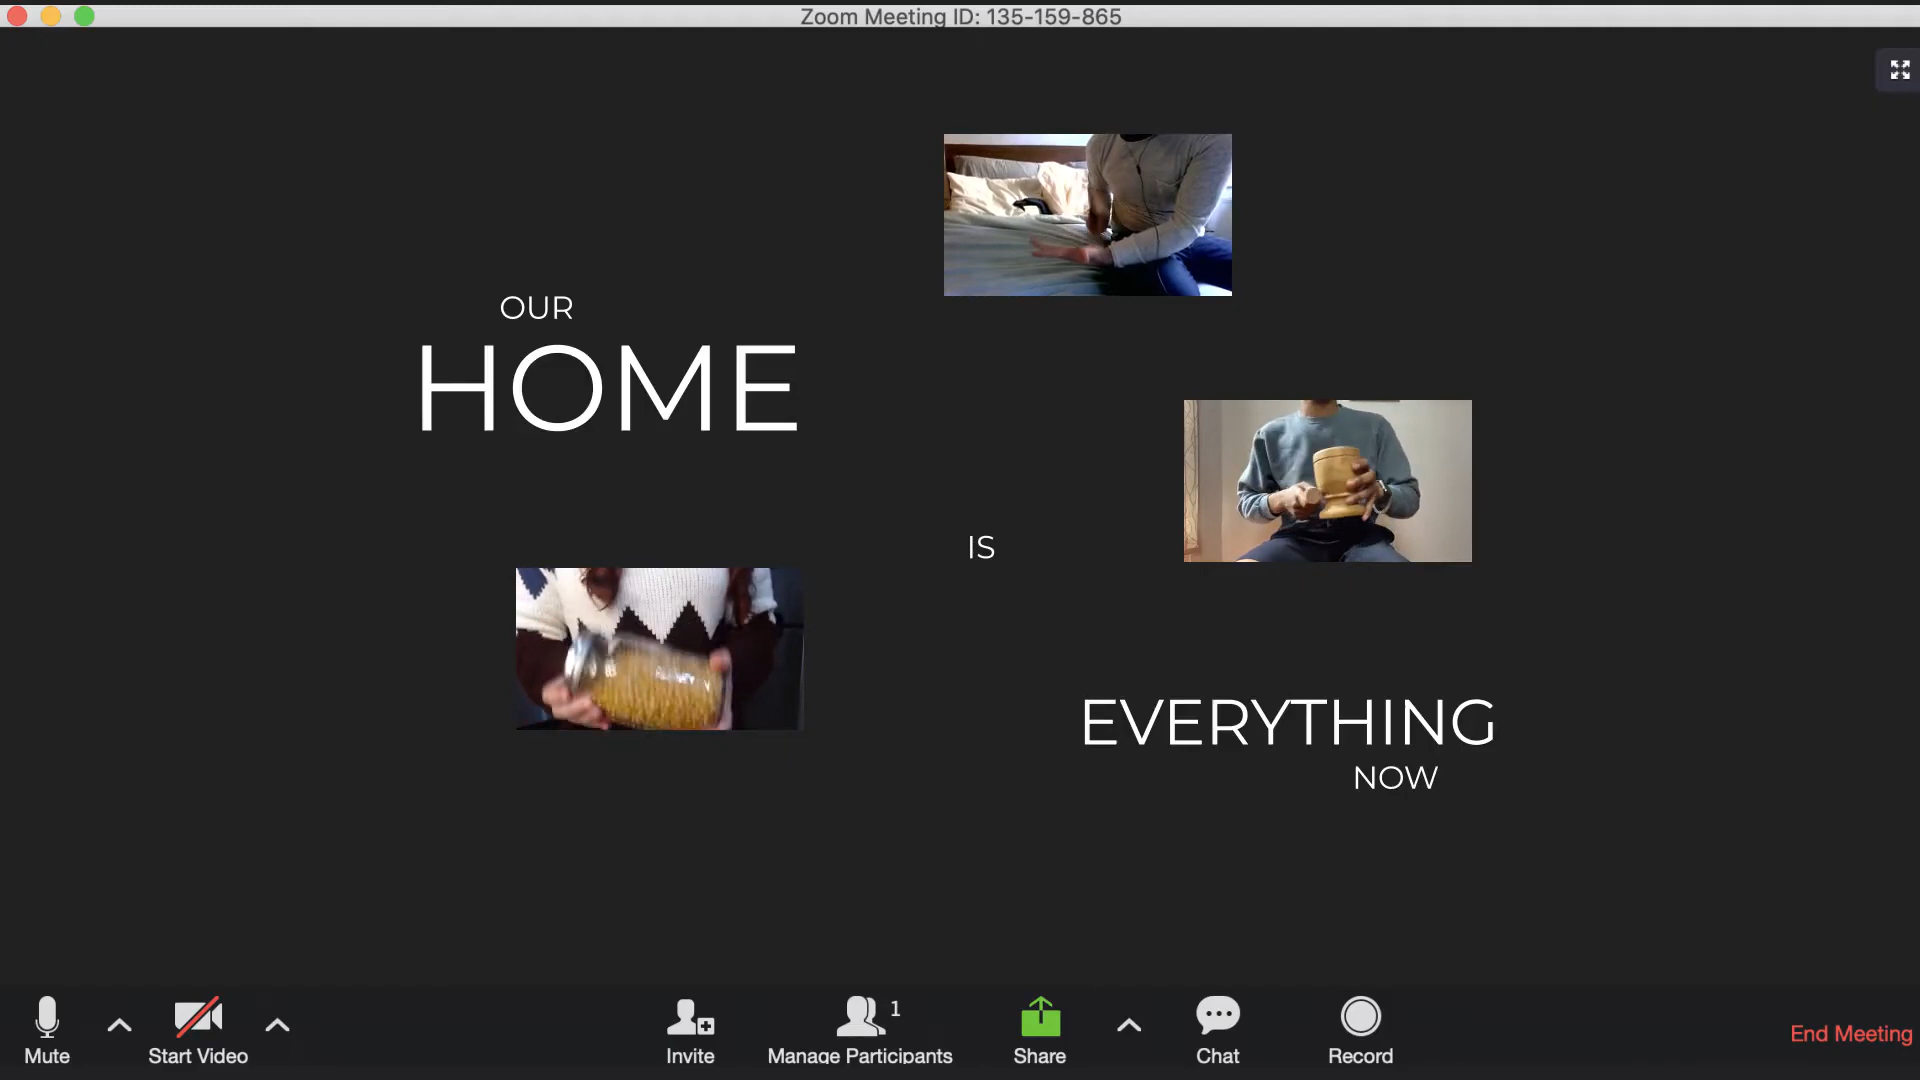 Zoom Meeting ID: 135-159-865
OUR
HOME
IS
EVERYTHING
NOW
Mute
Start Video
Invite
1
Manage Participants
Share
Chat
Record
End Meeting